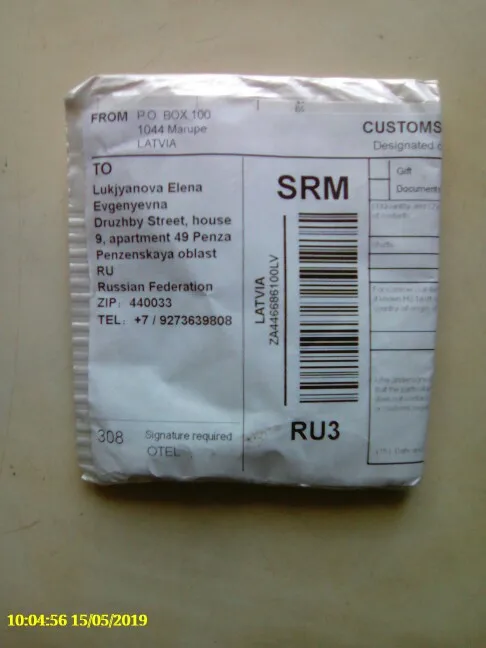 FROM P.O. BOX 100
1044 Marupe
LATVIA
TO
Lukjyanova Elena
Evgenyevna
Druzhby Street, house
9, apartment 49 Penza
Penzenskaya oblast
RU
Russian Federation
ZIP: 440033
TEL: +7 / 9273639808
308 Signature required
OTEL
SRM
LATVIA
ZA446686100LV
RU3
CUSTOMS
Designated
Gift
Documents
10:04:56 15/05/2019